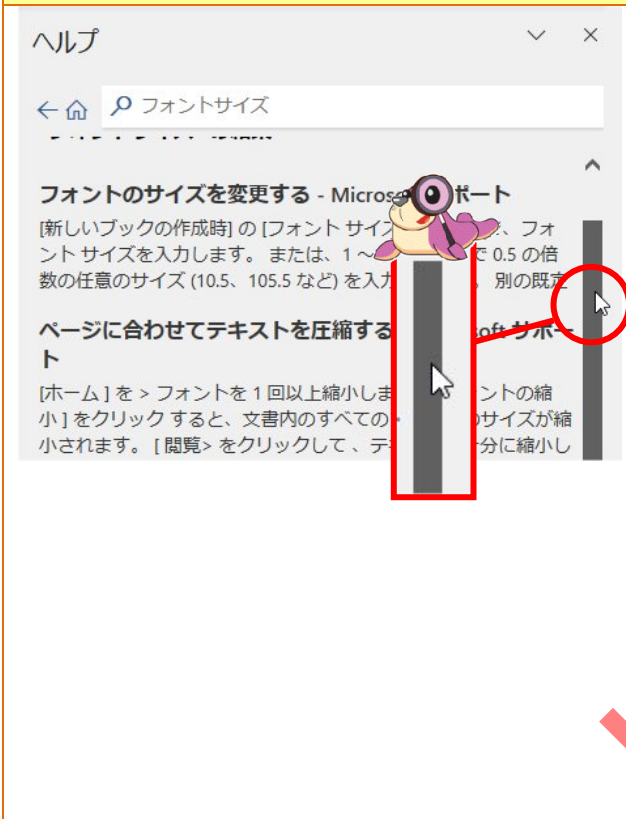 ヘルプ
フォントサイズ
フォントのサイズを変更する - Micros ポート
[新しいブックの作成時] の [フォント サイズ 、フォ
ント サイズを入力します。 または、1 ～ で 0.5 の倍
数の任意のサイズ (10.5、105.5 など) を入力 。 別の既定
ページに合わせてテキストを圧縮する soft サポー
ト
[ホーム ] を > フォントを 1 回以上縮小しま ントの縮
小 ] をクリック すると、文書内のすべての サイズが縮
小されます。 [ 閲覧> をクリックして 、テキ 分に縮小し